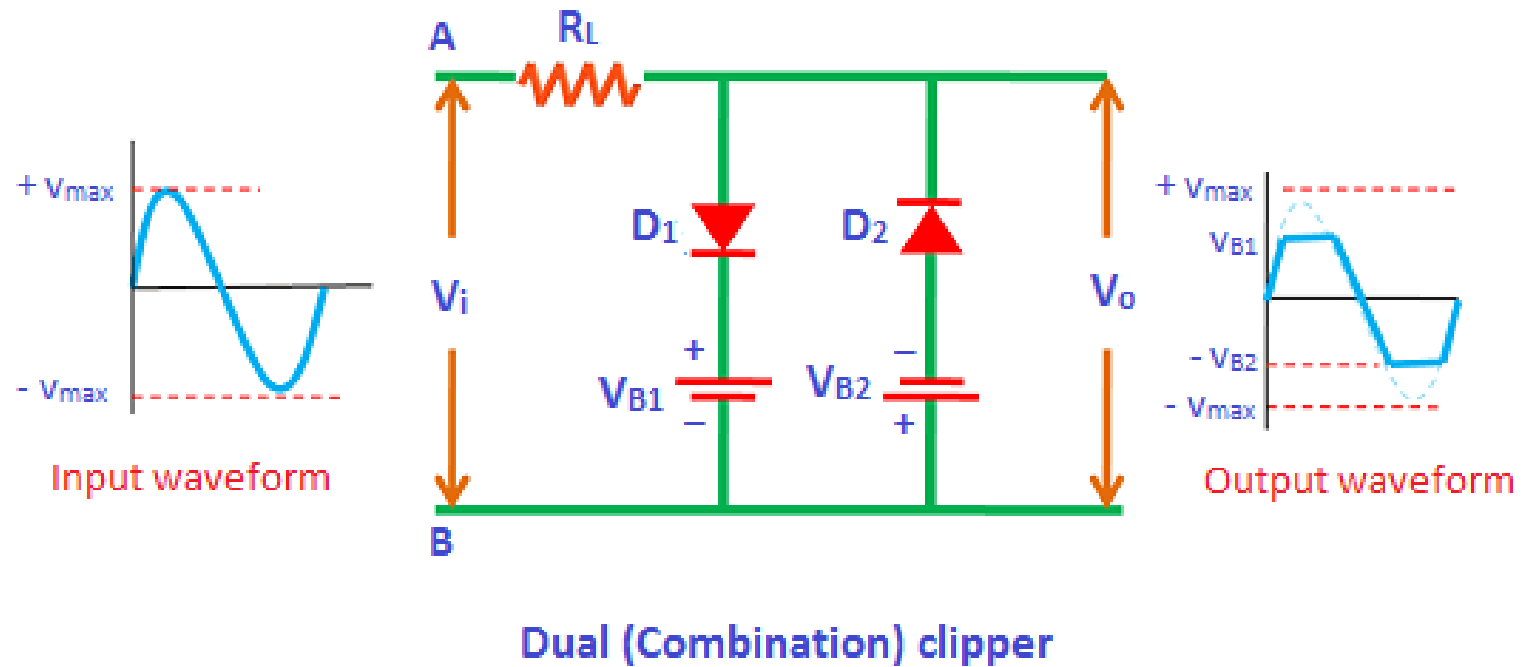 A
RL
+ vmax
D1
D2
Vi
Vo
+
–
VB1
VB2
–
+
- vmax
Input waveform
B
+ vmax
VB1
- VB2
- vmax
Output waveform
Dual (Combination) clipper